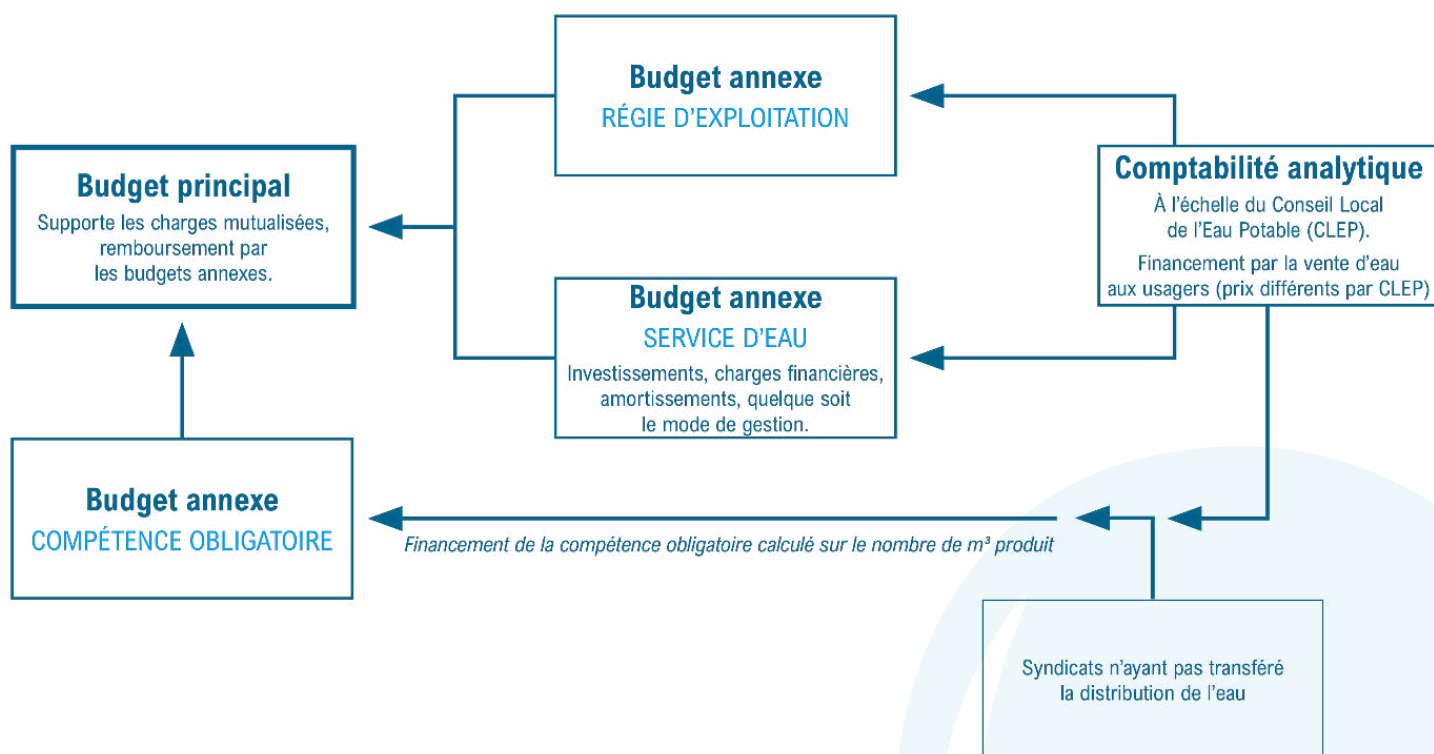 Budget annexe
RÉGIE D'EXPLOITATION
Budget principal
Supporte les charges mutualisées,
remboursement par
les budgets annexes.
Comptabilité analytique
À l'échelle du Conseil Local
de l'Eau Potable (CLEP).
Financement par la vente d'eau
aux usagers (prix différents par CLEP)
Budget annexe
SERVICE D'EAU
Investissements, charges financières,
amortissements, quelque soit
le mode de gestion.
Budget annexe
COMPÉTENCE OBLIGATOIRE
Financement de la compétence obligatoire calculé sur le nombre de m³ produit
Syndicats n'ayant pas transféré
la distribution de l'eau